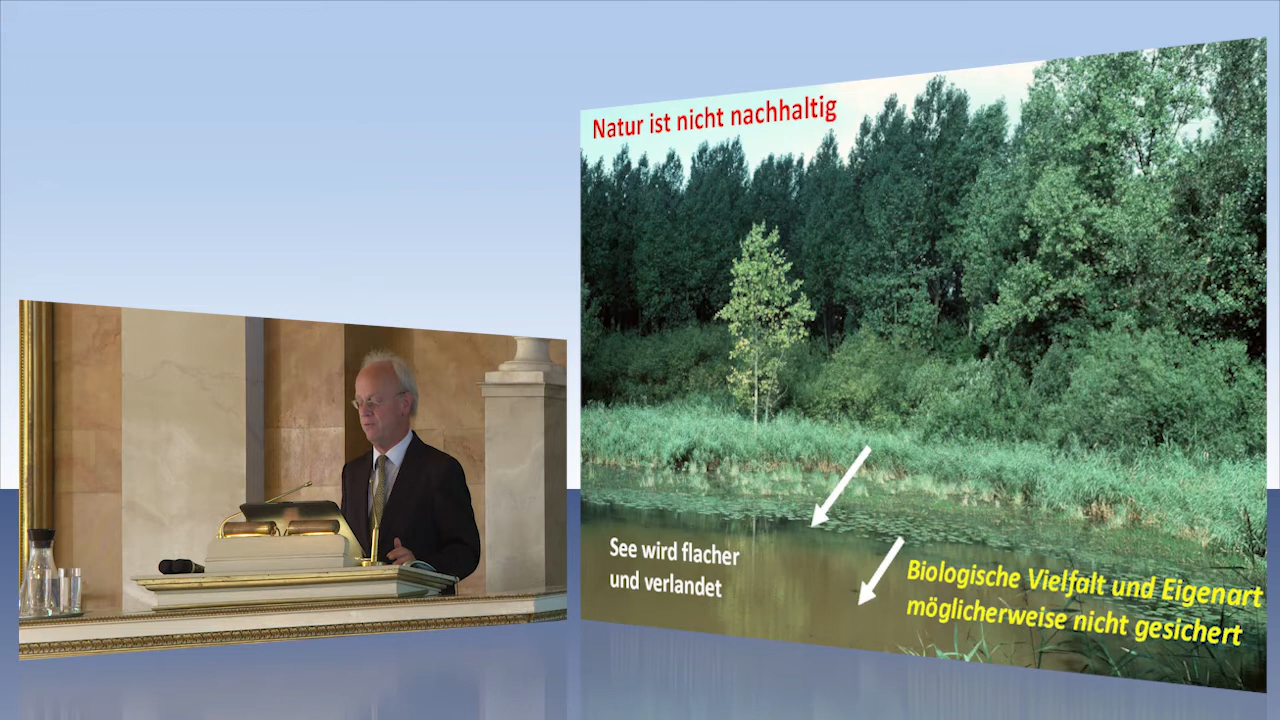 Natur ist nicht nachhaltig
See wird flacher
und verlandet
Biologische Vielfalt und Eigenart
möglicherweise nicht gesichert